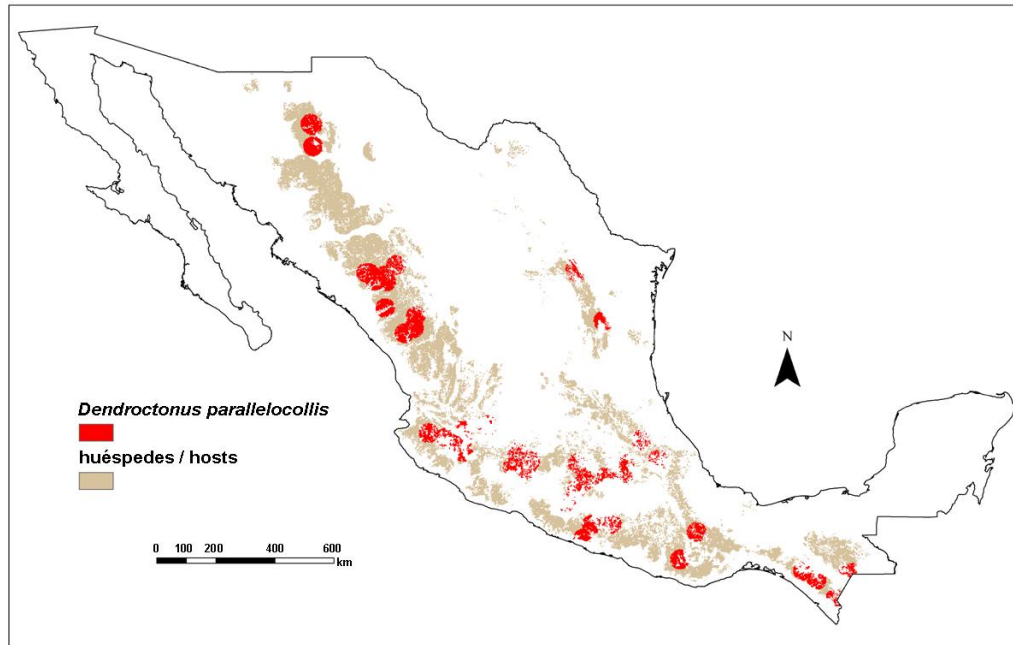 N
Dendroctonus parallelocollis
huéspedes / hosts
0 100 200 400 600
km